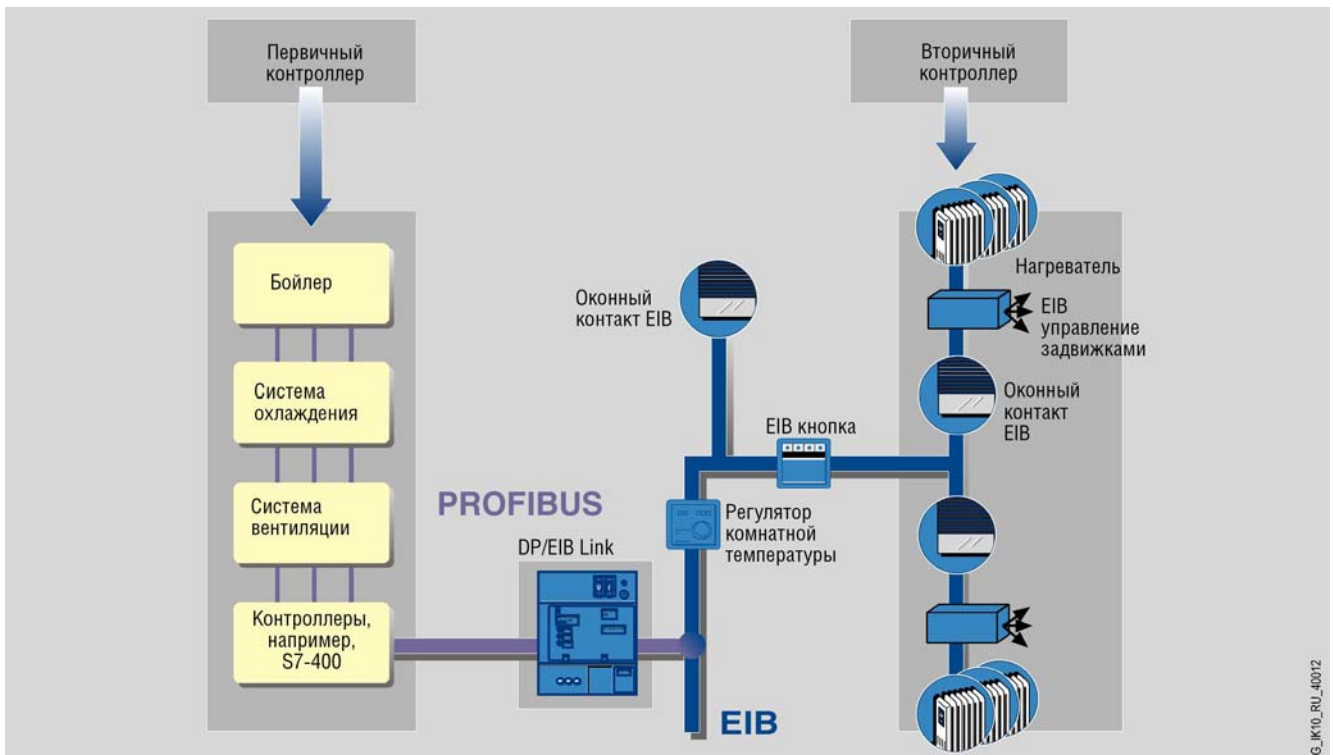 Первичный
контроллер
Вторичный
контроллер
Бойлер
Система
охлаждения
Система
вентиляции
Контроллеры,
например,
S7-400
PROFIBUS
DP/EIB Link
Оконный
контакт EIB
EIB кнопка
Регулятор
комнатной
температуры
EIB
Нагреватель
EIB
управление
задвижками
Оконный
контакт
EIB
G_IK10_RU_40012